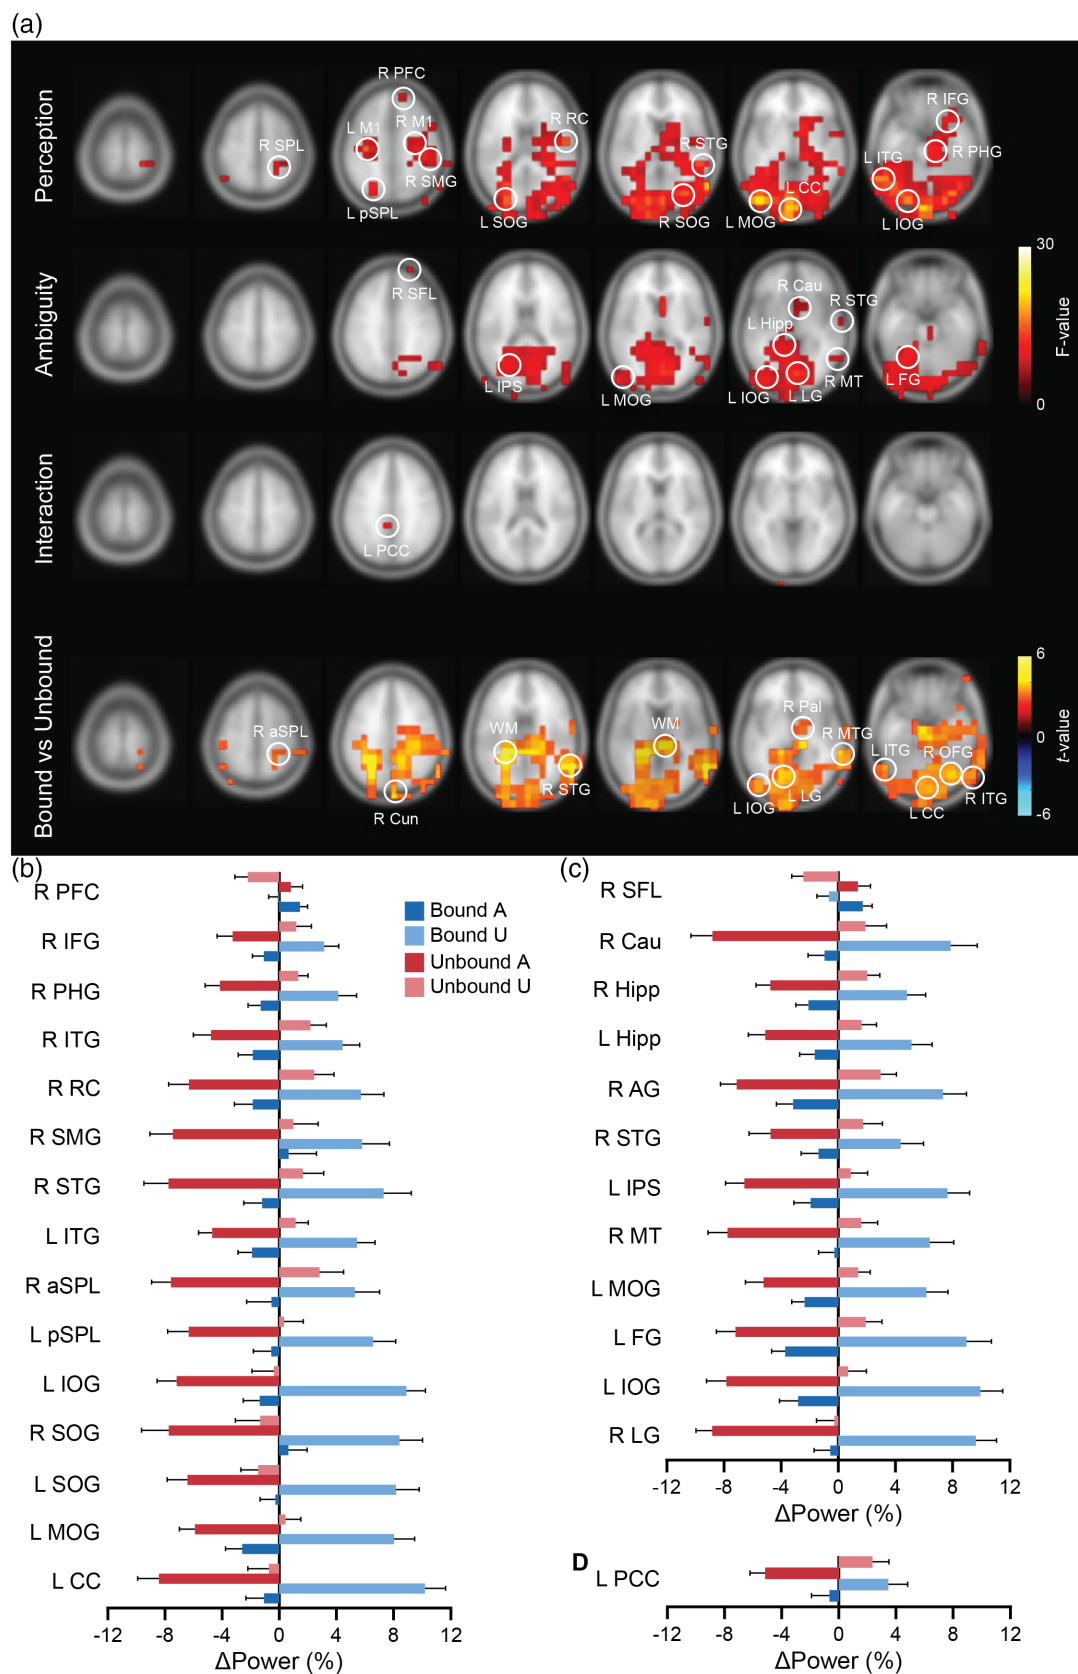 (a)
Perception
R SPL
R PFC
L M1
R M1
R SMG
L pSPL
R RC
L SOG
R STG
R SOG
L CC
L MOG
R IFG
L ITG
R PHG
L IOG
Ambiguity
R SFL
L IPS
L MOG
R Cau
R STG
L Hipp
R MT
L IOG
L LG
L FG
30
F-value
0
Interaction
L PCC
Bound vs Unbound
R aSPL
R Cun
WM
R STG
WM
R Pal
R MTG
L IOG
L LG
L ITG
R OFG
R ITG
L CC
6
0
t-value
-6
(b)
R PFC
R IFG
R PHG
R ITG
R RC
R SMG
R STG
L ITG
R aSPL
L pSPL
L IOG
R SOG
L SOG
L MOG
L CC
-12 -8 -4 0 4 8 12
ΔPower (%)
Bound A
Bound U
Unbound A
Unbound U
(c)
R SFL
R Cau
R Hipp
L Hipp
R AG
R STG
L IPS
R MT
L MOG
L FG
L IOG
R LG
-12 -8 -4 0 4 8 12
ΔPower (%)
D
L PCC
-12 -8 -4 0 4 8 12
ΔPower (%)